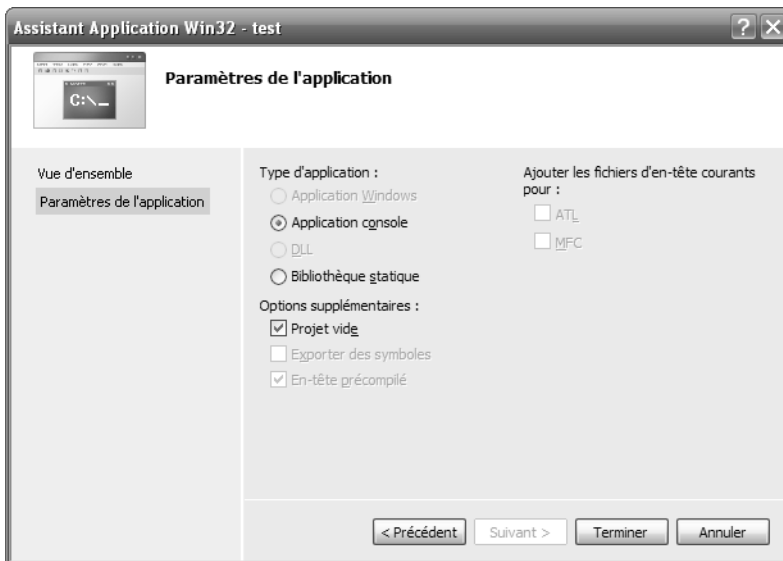 Assistant Application Win32 - test
C:\_
Paramètres de l'application
Vue d'ensemble
Paramètres de l'application
Type d'application :
Application Windows
Application console
DLL
Bibliothèque statique
Options supplémentaires :
Projet vide
Exporter des symboles
En-tête précompilé
Ajouter les fichiers d'en-tête courants
pour :
ATL
MFC
< Précédent
Suivant >
Terminer
Annuler